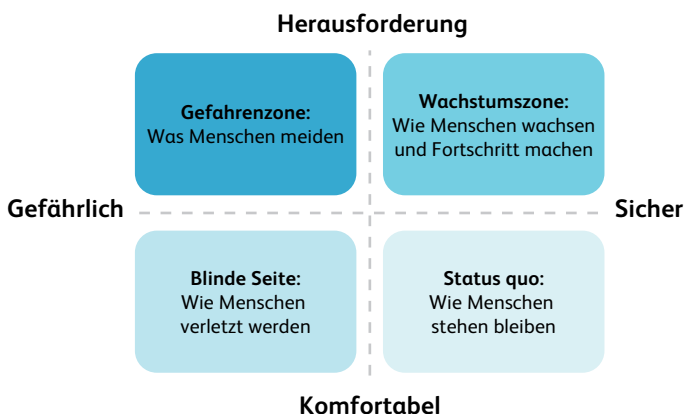 Herausforderung
Gefahrenzone:
Was Menschen meiden
Wachstumszone:
Wie Menschen wachsen
und Fortschritt machen
Gefährlich
Sicher
Blinde Seite:
Wie Menschen
verletzt werden
Status quo:
Wie Menschen
stehen bleiben
Komfortabel